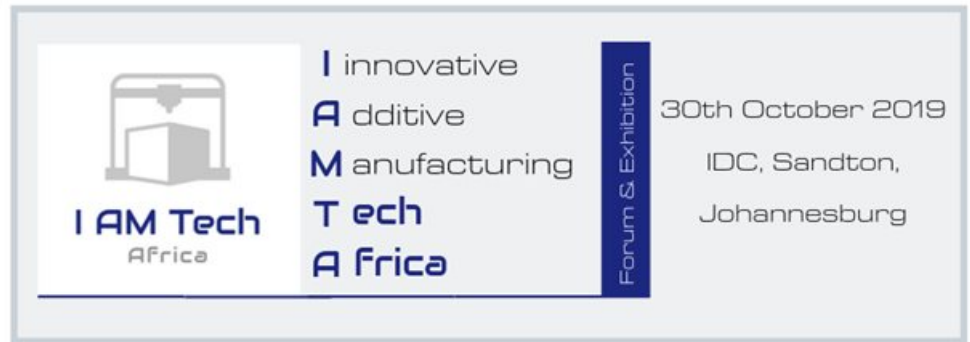 I AM Tech
Africa
I innovative
A dditive
M anufacturing
T ech
A frica
Forum & Exhibition
30th October 2019
IDC, Sandton,
Johannesburg